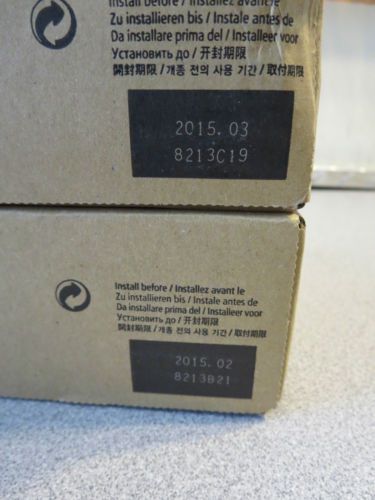 Install before / Installez avant le
Zu installieren bis / Instale antes de
Da installare prima del / Installeer voor
Установить до / 开封期限
開封期限 / 개종 전의 사용 기간 / 取付期限
2015. 03
8213C19
Install before / Installez avant le
Zu installieren bis / Instale antes de
Da installare prima del / Installeer voor
Установить до / 开封期限
開封期限 / 개종 전의 사용 기간 / 取付期限
2015. 02
8213B21